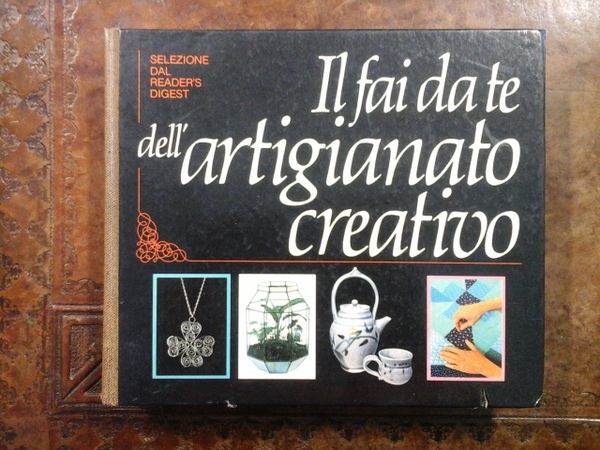 SELEZIONE
DAL
READER'S
DIGEST
Il fai da te
dell'artigianato
creativo